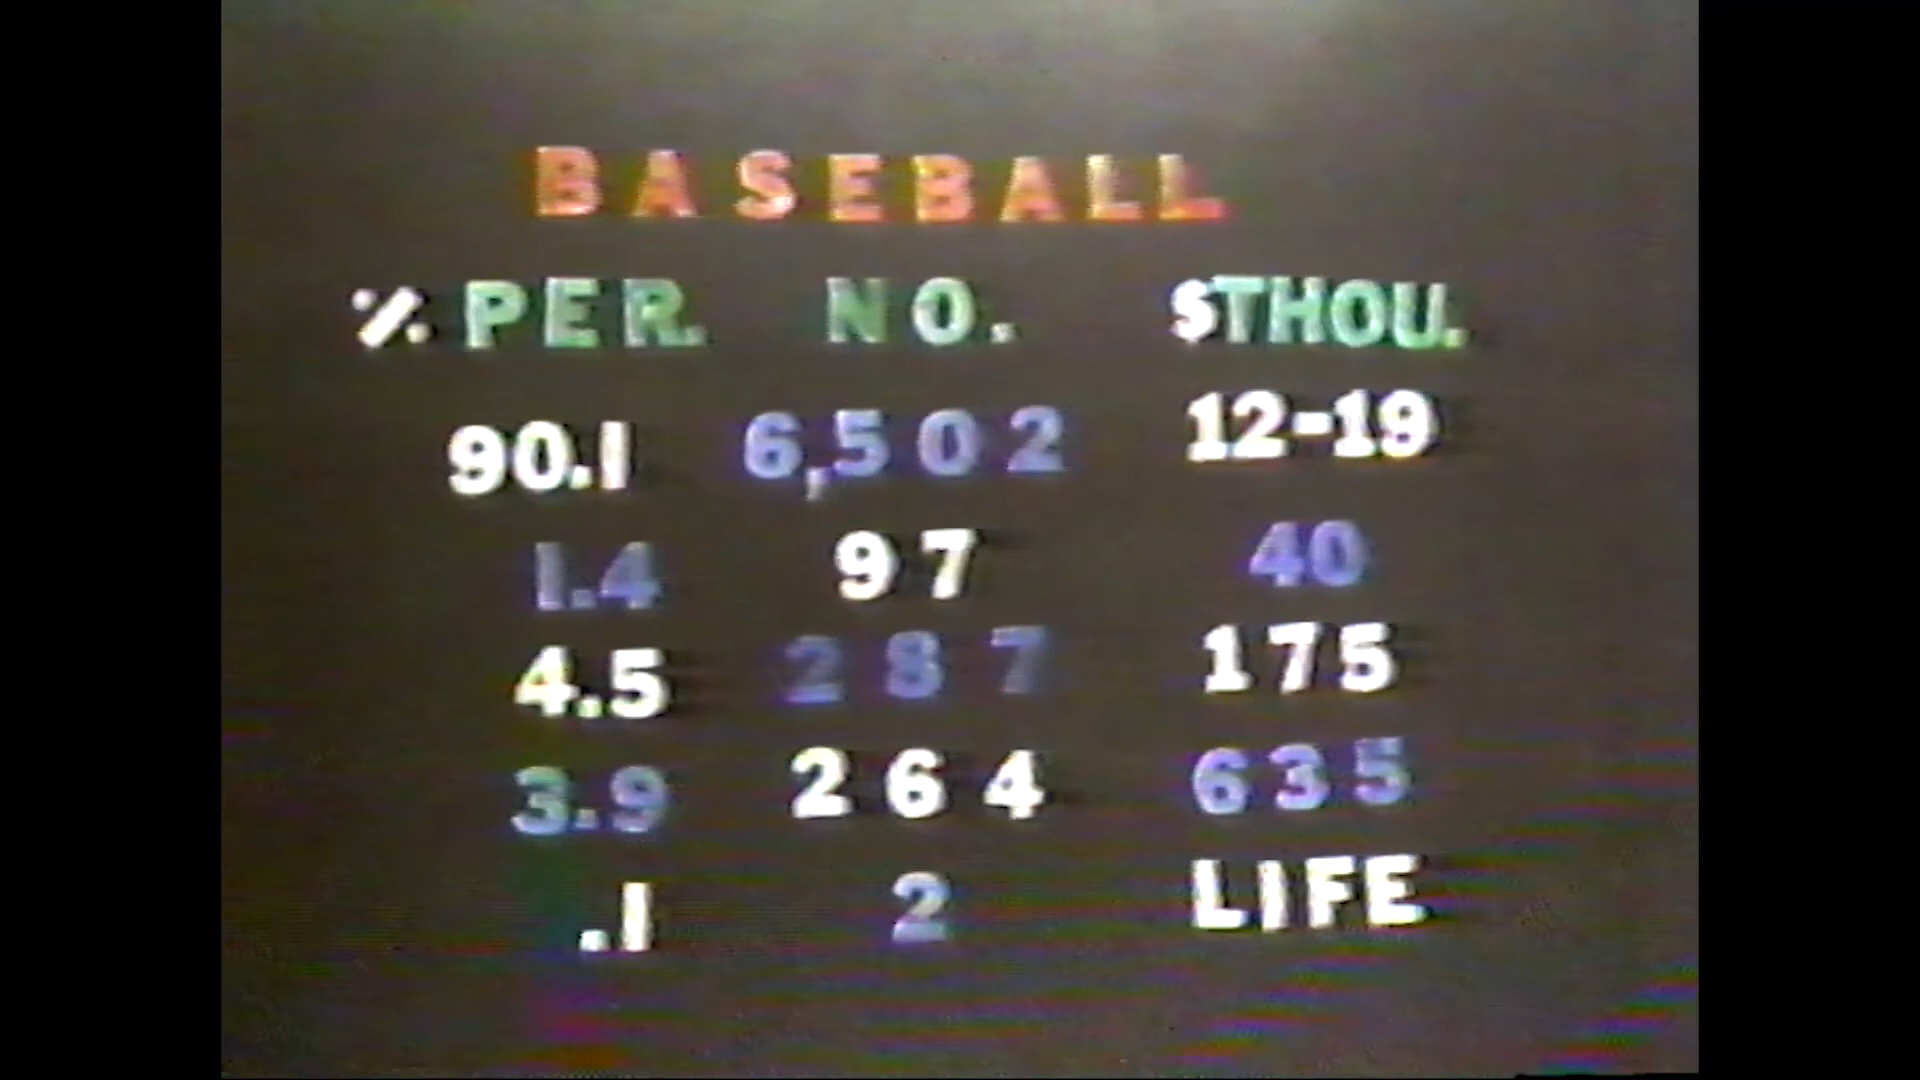 BASEBALL
% PER. NO. $THOU.
90.1 6,502 12-19
1.4 97 40
4.5 287 175
3.9 264 635
.1 2 LIFE